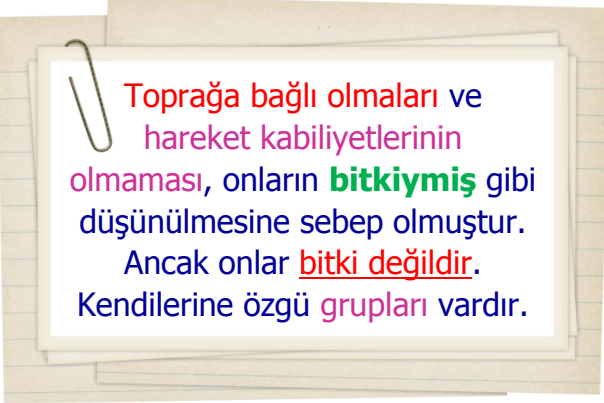 Toprağa bağlı olmaları ve
hareket kabiliyetlerinin
olmaması, onların bitkiymiş gibi
düşünülmesine sebep olmuştur.
Ancak onlar bitki değildir.
Kendilerine özgü grupları vardır.